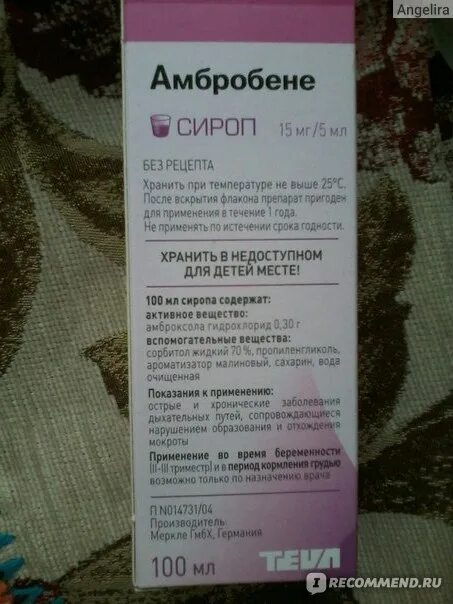 Angelira
Амбробене
СИРОП 15 мг/5 мл
БЕЗ РЕЦЕПТА
Хранить при температуре не выше 25°С.
После вскрытия флакона препарат пригоден
для применения в течение 1 года.
Не применять по истечении срока годности.
ХРАНИТЬ В НЕДОСТУПНОМ
ДЛЯ ДЕТЕЙ МЕСТЕ!
100 мл сиропа содержат:
активное вещество:
амброксола гидрохлорид 0,30 г
вспомогательные вещества:
сорбитол жидкий 70 %, пропиленгликоль,
ароматизатор малиновый, сахарин, вода
очищенная
Показания к применению:
острые и хронические заболевания
дыхательных путей, сопровождающиеся
нарушением образования и отхождения
мокроты
Применение во время беременности
(II-III триместр) и в период кормления грудью
возможно только по назначению врача
П N014731/04
Производитель:
Меркле ГмбХ, Германия
100 мл TEVA
IRECOMMEND.RU